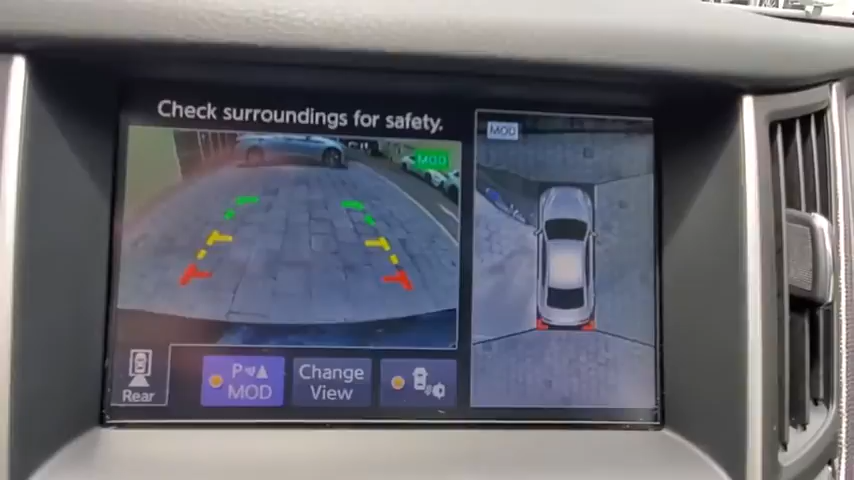 Check surroundings for safety.
MOD
MOD
Rear
P
MOD
Change
View